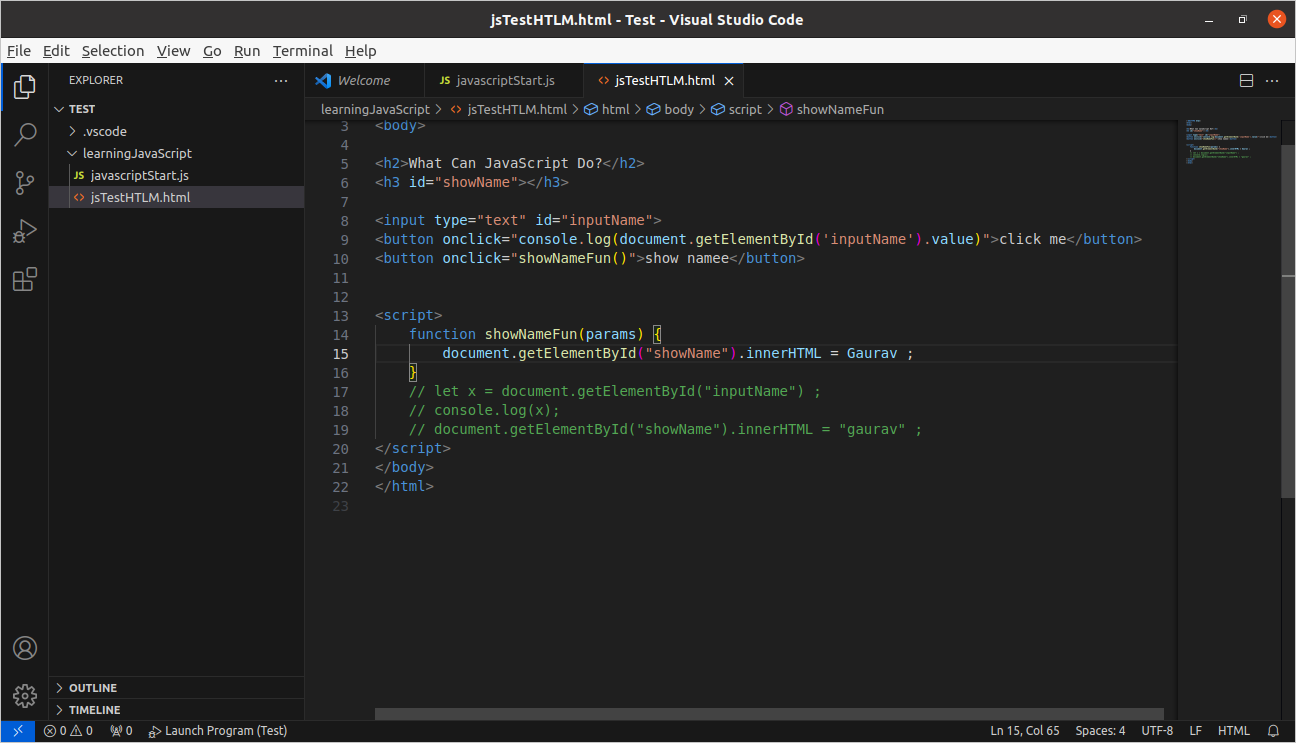 jsTestHTLM.html - Test - Visual Studio Code
File Edit Selection View Go Run Terminal Help
EXPLORER
TEST
.vscode
learningJavaScript
JS javascriptStart.js
<> jsTestHTLM.html
OUTLINE
TIMELINE
Welcome JS javascriptStart.js <> jsTestHTLM.html
learningJavaScript > <> jsTestHTLM.html > html > body > script > showNameFun
3 <body>
4
5 <h2>What Can JavaScript Do?</h2>
6 <h3 id="showName"></h3>
7
8 <input type="text" id="inputName">
9 <button onclick="console.log(document.getElementById('inputName').value)">click me</button>
10 <button onclick="showNameFun()">show namee</button>
11
12
13 <script>
14 function showNameFun(params) {
15 document.getElementById("showName").innerHTML = Gaurav ;
16 }
17 // let x = document.getElementById("inputName") ;
18 // console.log(x);
19 // document.getElementById("showName").innerHTML = "gaurav" ;
20 </script>
21 </body>
22 </html>
23
0 0 0 Launch Program (Test) Ln 15, Col 65 Spaces: 4 UTF-8 LF HTML